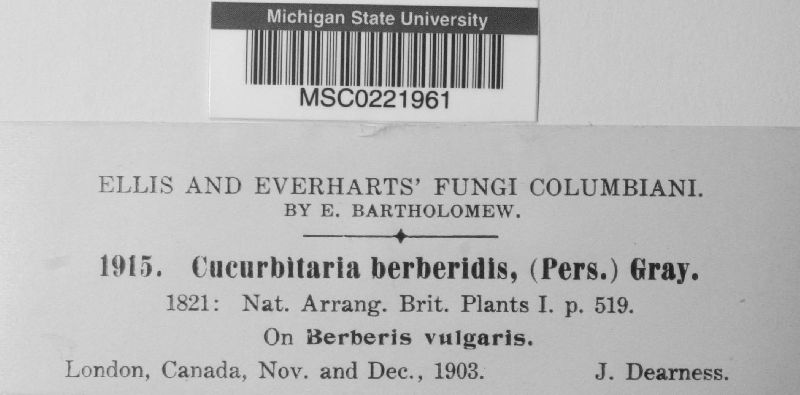 Michigan State University
MSC0221961
ELLIS AND EVERHARTS' FUNGI COLUMBIANI.
BY E. BARTHOLOMEW.
1915. Cucurbitaria berberidis, (Pers.) Gray.
1821: Nat. Arrang. Brit. Plants I. p. 519.
On Berberis vulgaris.
London, Canada, Nov. and Dec., 1903. J. Dearness.